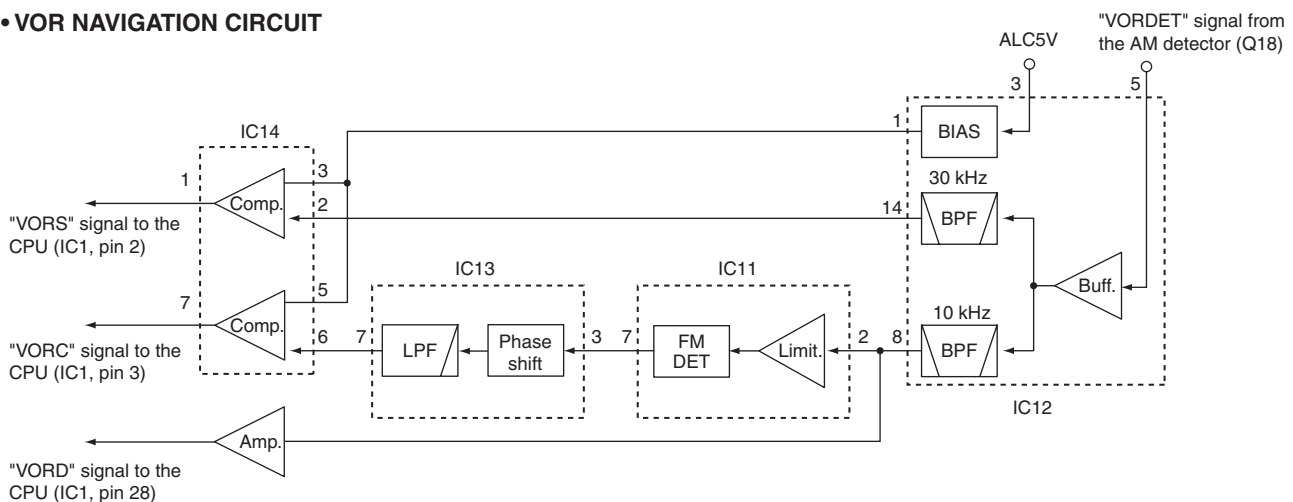 • VOR NAVIGATION CIRCUIT
"VORDET" signal from
the AM detector (Q18)
ALC5V
3
5
IC14
1
BIAS
3
1
Comp.
30 kHz
2
14
BPF
"VORS" signal to the
CPU (IC1, pin 2)
IC13
IC11
Buff.
5
7
Comp.
10 kHz
6
7
LPF
Phase
shift
3
7
FM
DET
Limit.
2
8
BPF
"VORC" signal to the
CPU (IC1, pin 3)
IC12
Amp.
"VORD" signal to the
CPU (IC1, pin 28)